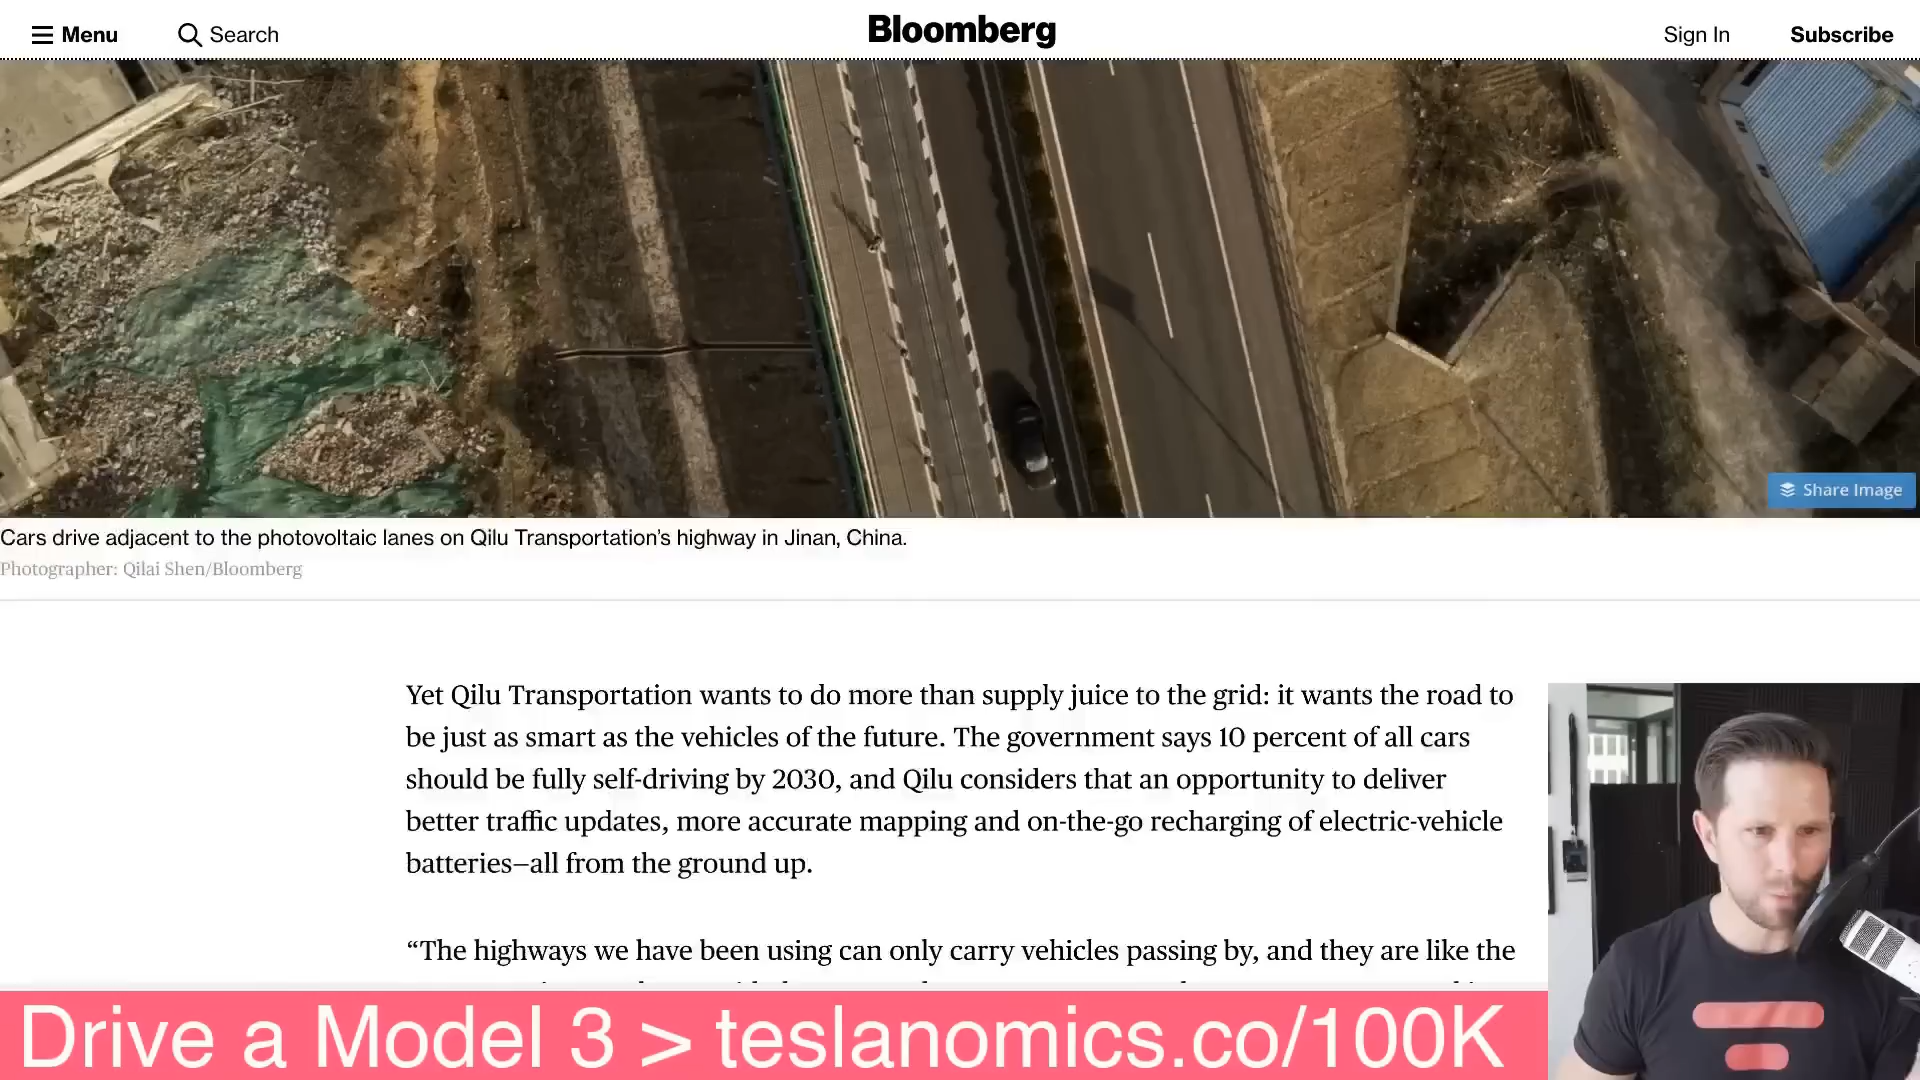 Menu
Search
Bloomberg
Sign In
Subscribe
Share Image
Cars drive adjacent to the photovoltaic lanes on Qilu Transportation's highway in Jinan, China.
Photographer: Qilai Shen/Bloomberg
Yet Qilu Transportation wants to do more than supply juice to the grid: it wants the road to
be just as smart as the vehicles of the future. The government says 10 percent of all cars
should be fully self-driving by 2030, and Qilu considers that an opportunity to deliver
better traffic updates, more accurate mapping and on-the-go recharging of electric-vehicle
batteries—all from the ground up.
“The highways we have been using can only carry vehicles passing by, and they are like the
Drive a Model 3 > teslanomics.co/100K